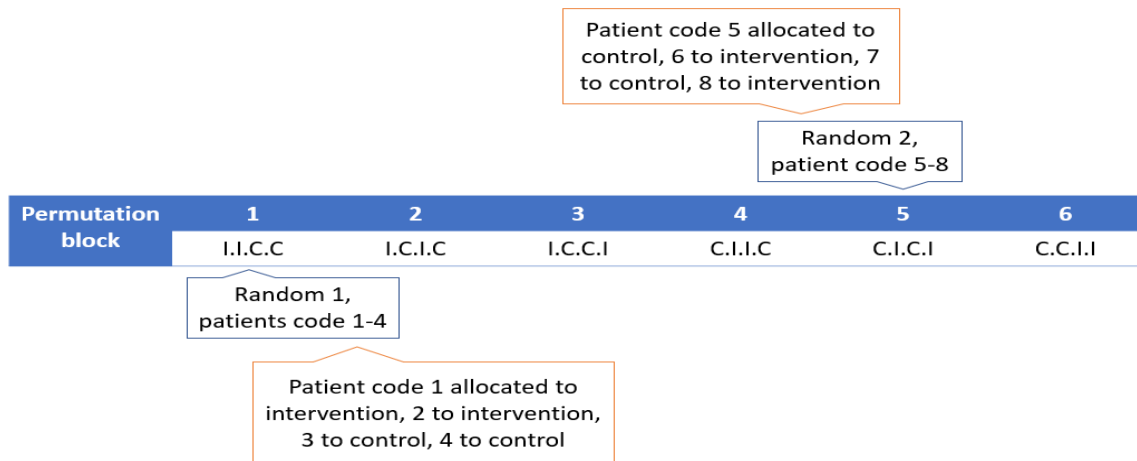 Patient code 5 allocated to
control, 6 to intervention, 7
to control, 8 to intervention
Random 2,
patient code 5-8
Permutation block 1 2 3 4 5 6
I.I.C.C I.C.I.C I.C.C.I C.I.I.C C.I.C.I C.C.I.I
Random 1,
patients code 1-4
Patient code 1 allocated to
intervention, 2 to intervention,
3 to control, 4 to control